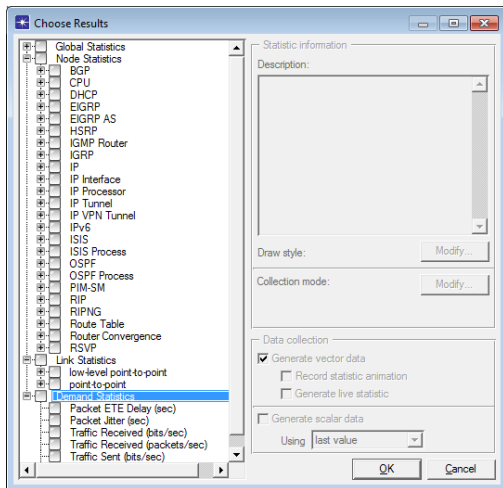 Choose Results
Global Statistics
Node Statistics
BGP
CPU
DHCP
EIGRP
EIGRP AS
HSRP
IGMP Router
IGRP
IP
IP Interface
IP Processor
IP Tunnel
IP VPN Tunnel
IPv6
ISIS
ISIS Process
OSPF
OSPF Process
PIM-SM
RIP
RIPNG
Route Table
Router Convergence
RSVP
Link Statistics
low-level point-to-point
point-to-point
Demand Statistics
Packet ETE Delay (sec)
Packet Jitter (sec)
Traffic Received (bits/sec)
Traffic Received (packets/sec)
Traffic Sent (bits/sec)
Statistic information
Description:
Draw style:
Modify...
Collection mode:
Modify...
Data collection
Generate vector data
Record statistic animation
Generate live statistic
Generate scalar data
Using last value
OK Cancel